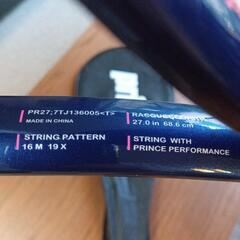 PR27;7TJ136005<T>
MADE IN CHINA
27.0 in 68.6 cm
STRING PATTERN
16 M 19 X
STRING WITH
PRINCE PERFORMANCE